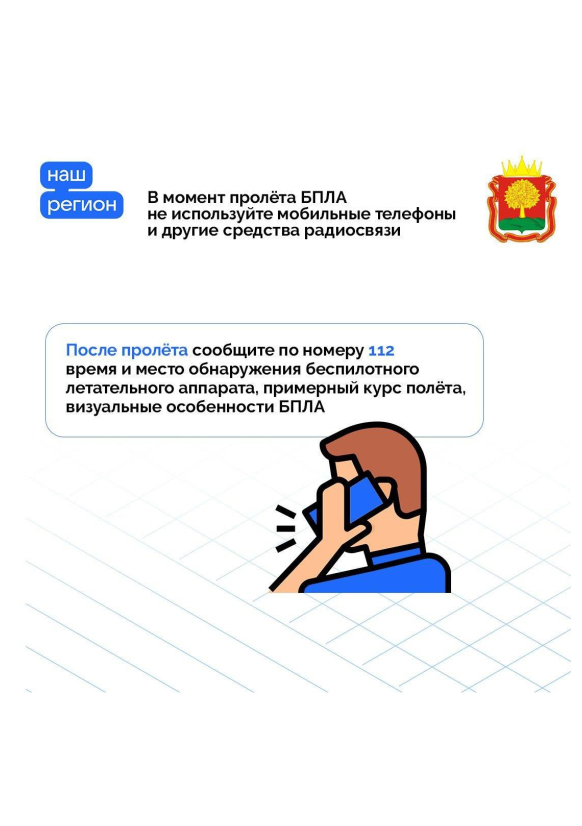 наш
регион
В момент пролёта БПЛА
не используйте мобильные телефоны
и другие средства радиосвязи
После пролёта сообщите по номеру 112
время и место обнаружения беспилотного
летательного аппарата, примерный курс полёта,
визуальные особенности БПЛА